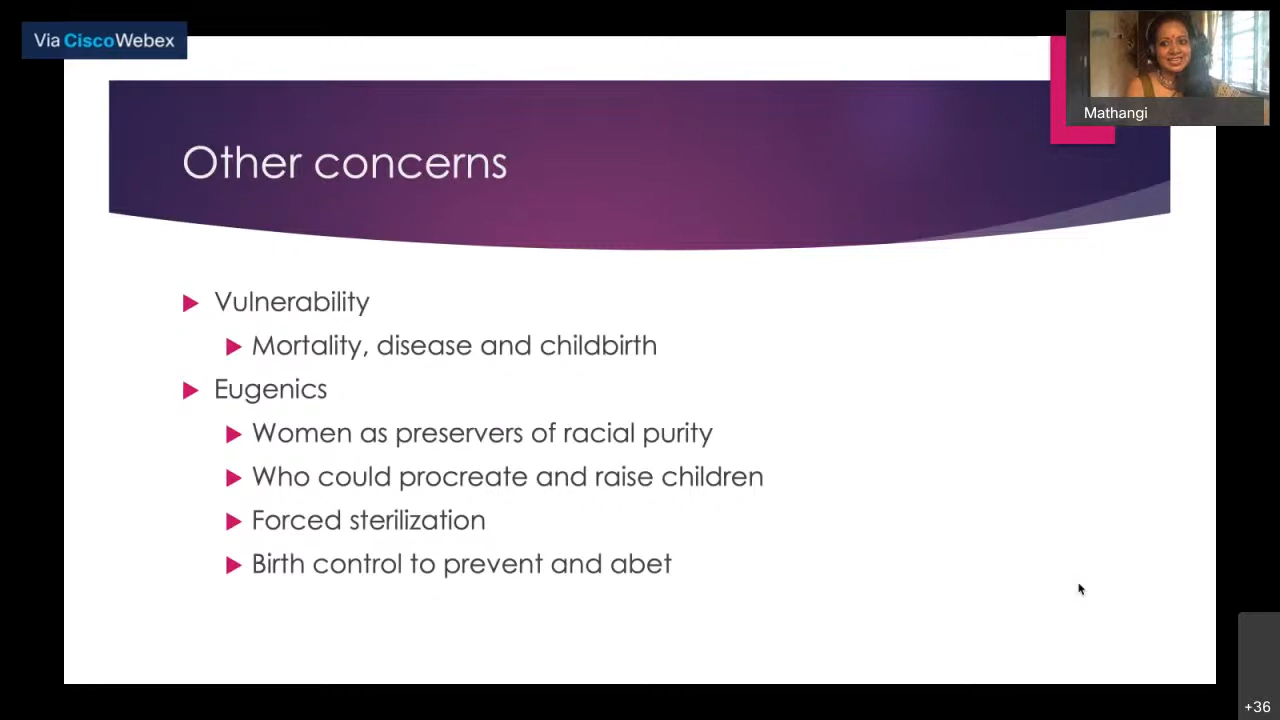 Via CiscoWebex
Mathangi
Other concerns
Vulnerability
Mortality, disease and childbirth
Eugenics
Women as preservers of racial purity
Who could procreate and raise children
Forced sterilization
Birth control to prevent and abet
+36